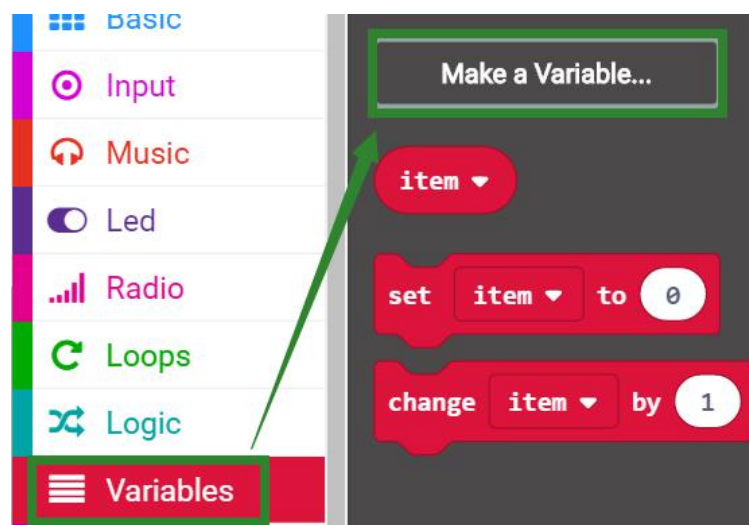 Basic
Input
Music
Led
Radio
Loops
Logic
Variables
Make a Variable...
item
set item to 0
change item by 1